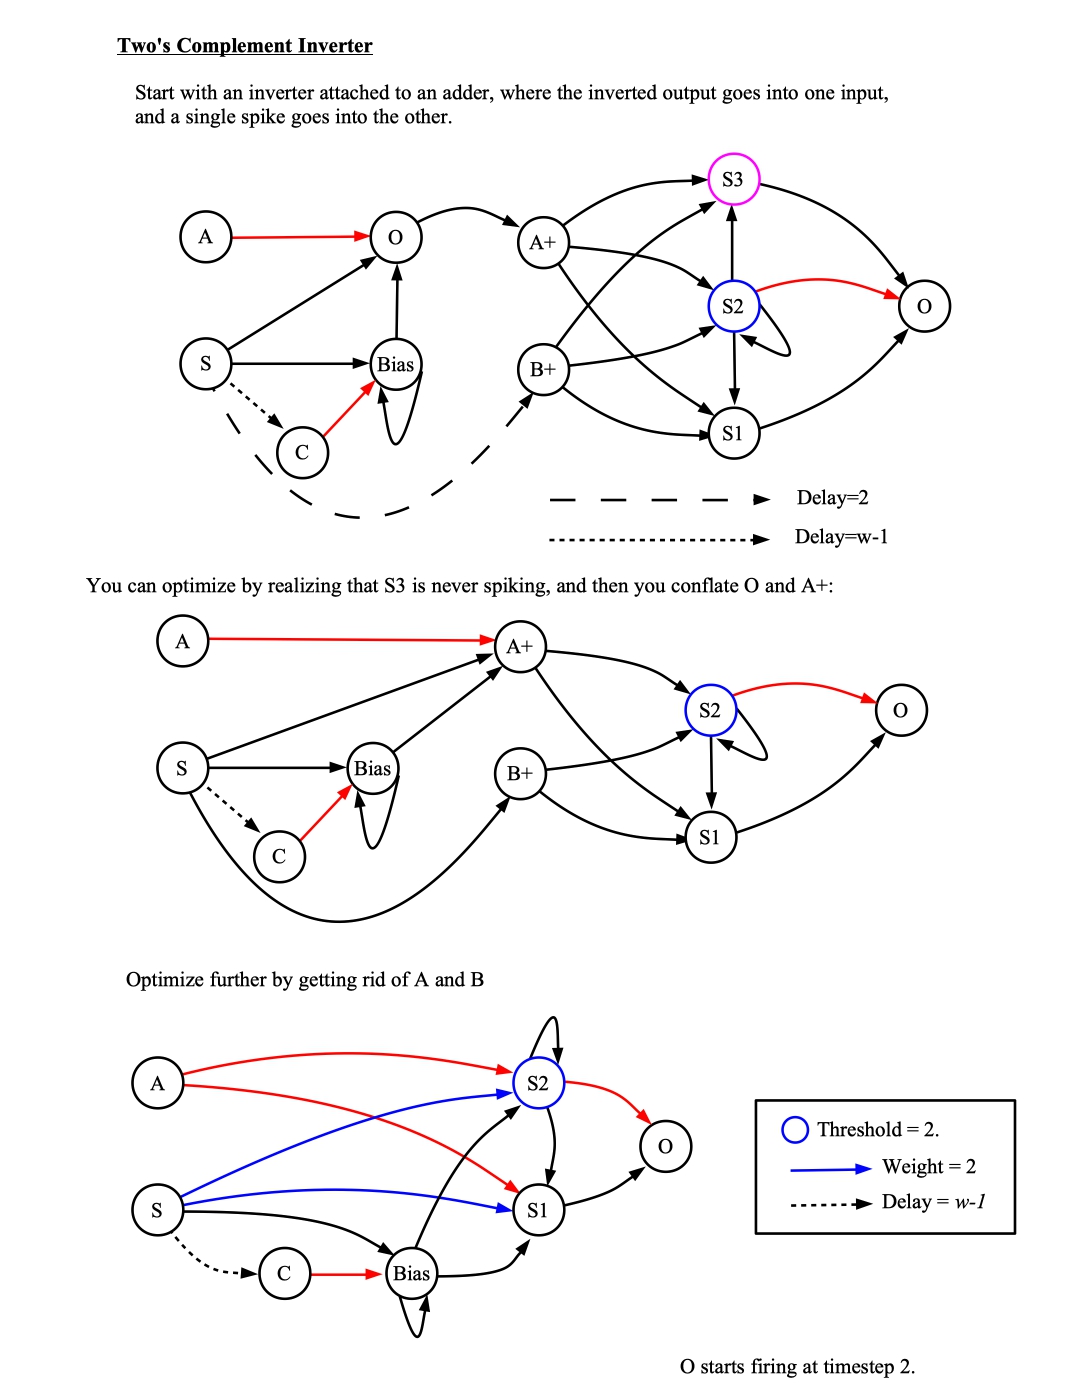 Two's Complement Inverter
Start with an inverter attached to an adder, where the inverted output goes into one input,
and a single spike goes into the other.
S3
A
O
A+
S2
O
S
Bias
B+
S1
C
Delay=2
Delay=w-1
You can optimize by realizing that S3 is never spiking, and then you conflate O and A+:
A
A+
S2
O
S
Bias
B+
S1
C
Optimize further by getting rid of A and B
A
S2
O
S
S1
C
Bias
Threshold = 2.
Weight = 2
Delay = w-1
O starts firing at timestep 2.